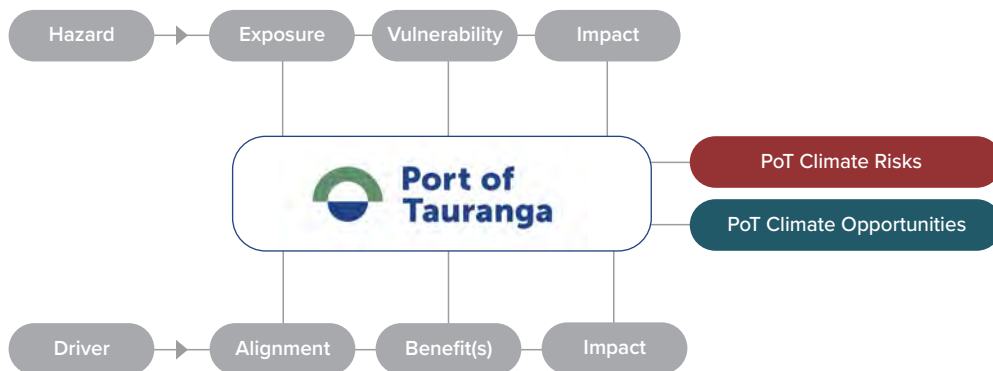 Hazard
Exposure
Vulnerability
Impact
Port of
Tauranga
PoT Climate Risks
PoT Climate Opportunities
Driver
Alignment
Benefit(s)
Impact